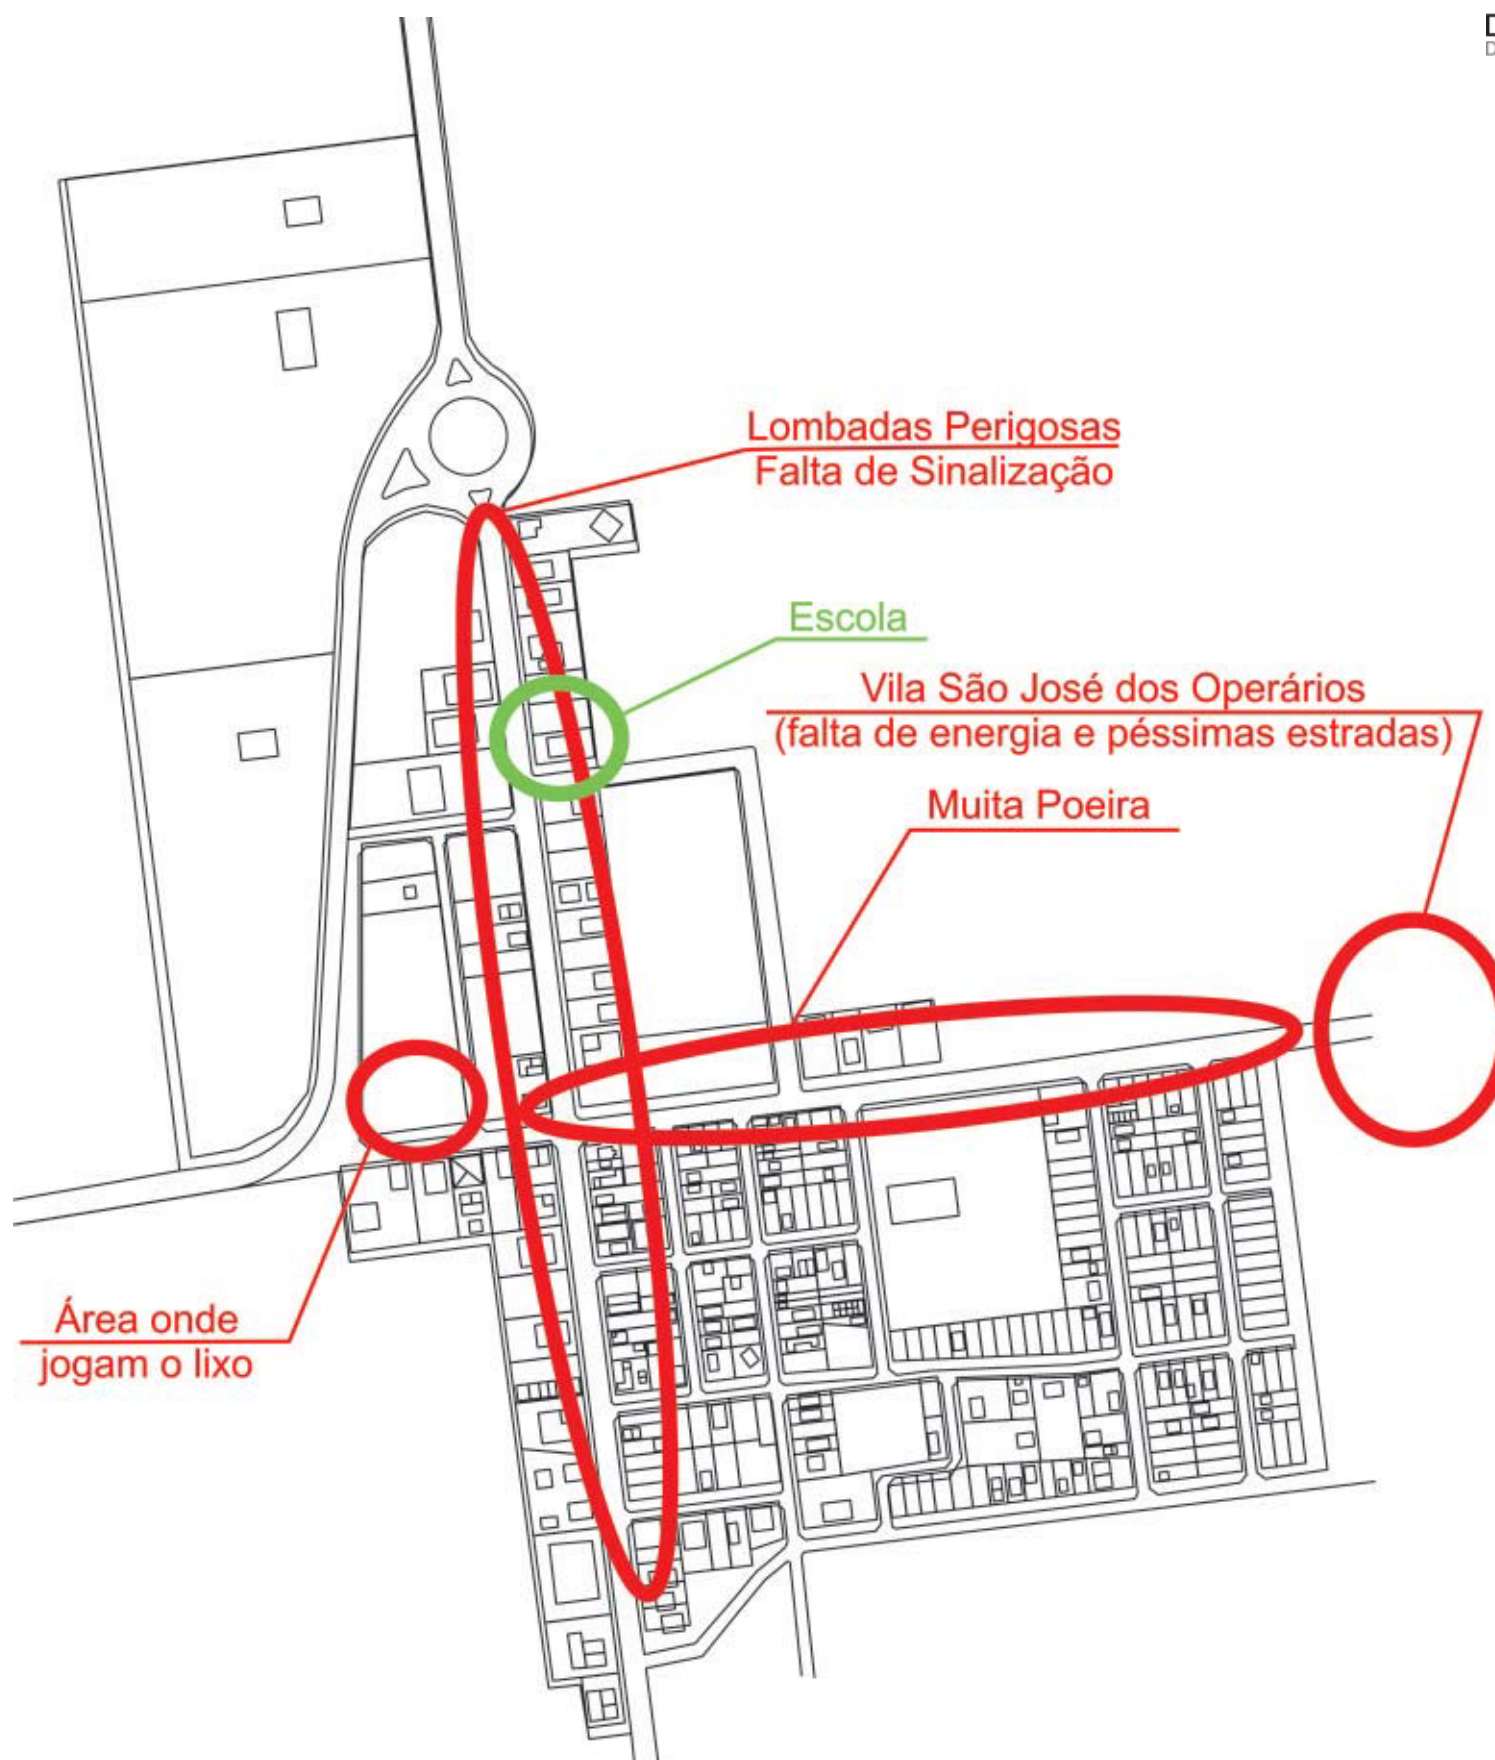 Lombadas Perigosas
Falta de Sinalização
Escola
Vila São José dos Operários
(falta de energia e péssimas estradas)
Muita Poeira
Área onde
jogam o lixo